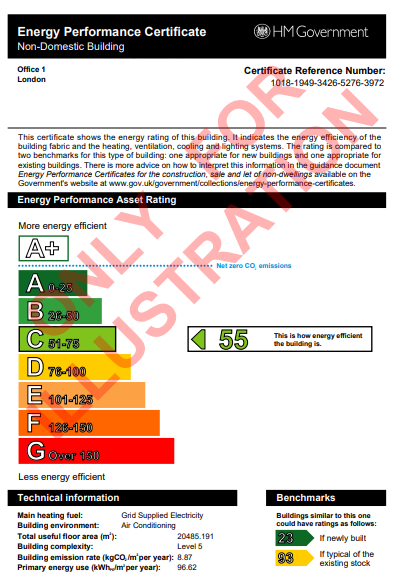 Energy Performance Certificate
Non-Domestic Building
HM Government
Office 1
London
Certificate Reference Number:
1018-1949-3426-5276-3972
This certificate shows the energy rating of this building. It indicates the energy efficiency of the
building fabric and the heating, ventilation, cooling and lighting systems. The rating is compared to
two benchmarks for this type of building: one appropriate for new buildings and one appropriate for
existing buildings. There is more advice on how to interpret this information in the guidance document
Energy Performance Certificates for the construction, sale and let of non-dwellings available on the
Government's website at www.gov.uk/government/collections/energy-performance-certificates.
Energy Performance Asset Rating
More energy efficient
A+
Net zero CO₂ emissions
A 0-25
B 26-50
C 51-75
55
This is how energy efficient
the building is.
D 76-100
E 101-125
F 126-150
G Over 150
Less energy efficient
ONLY FOR
ILLUSTRATION
Technical information
Main heating fuel: Grid Supplied Electricity
Building environment: Air Conditioning
Total useful floor area (m²): 20485.191
Building complexity: Level 5
Building emission rate (kgCO₂/m²per year): 8.87
Primary energy use (kWhₚₑ/m²per year): 96.62
Benchmarks
Buildings similar to this one
could have ratings as follows:
23 If newly built
93 If typical of the
existing stock